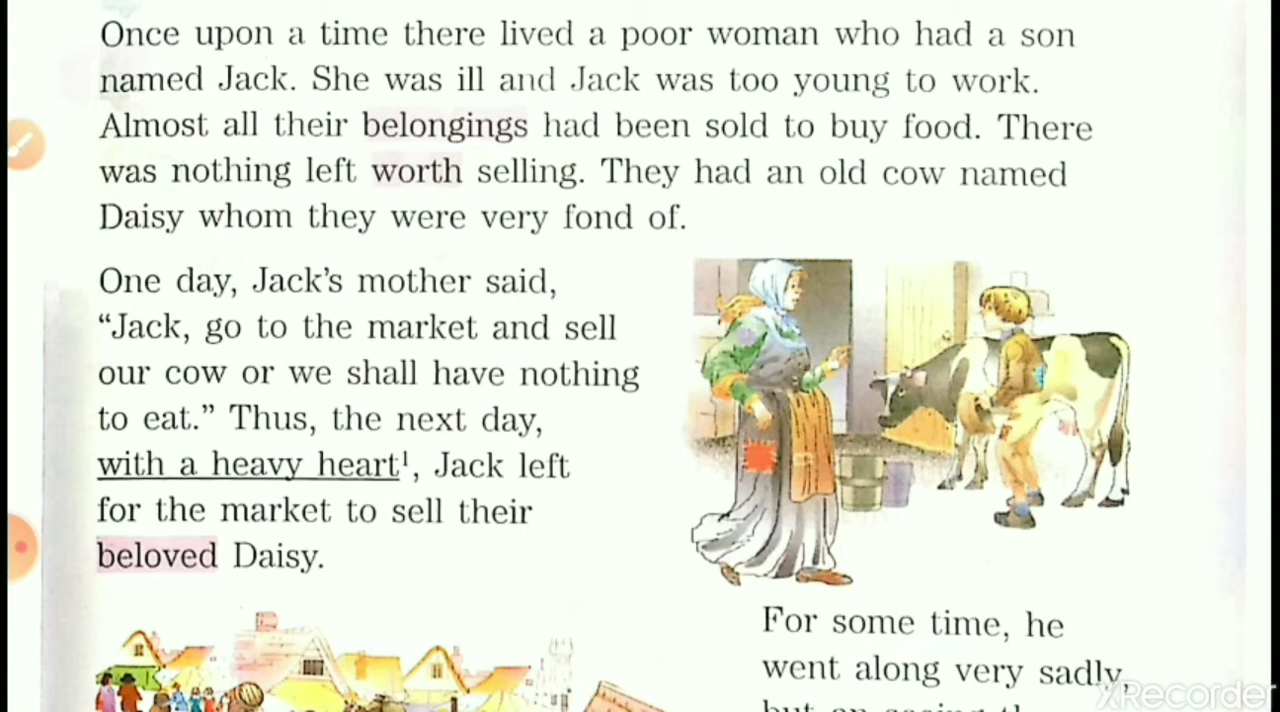 Once upon a time there lived a poor woman who had a son
named Jack. She was ill and Jack was too young to work.
Almost all their belongings had been sold to buy food. There
was nothing left worth selling. They had an old cow named
Daisy whom they were very fond of.
One day, Jack's mother said,
“Jack, go to the market and sell
our cow or we shall have nothing
to eat.” Thus, the next day,
with a heavy heart¹, Jack left
for the market to sell their
beloved Daisy.
For some time, he
went along very sadly,
XRecorder